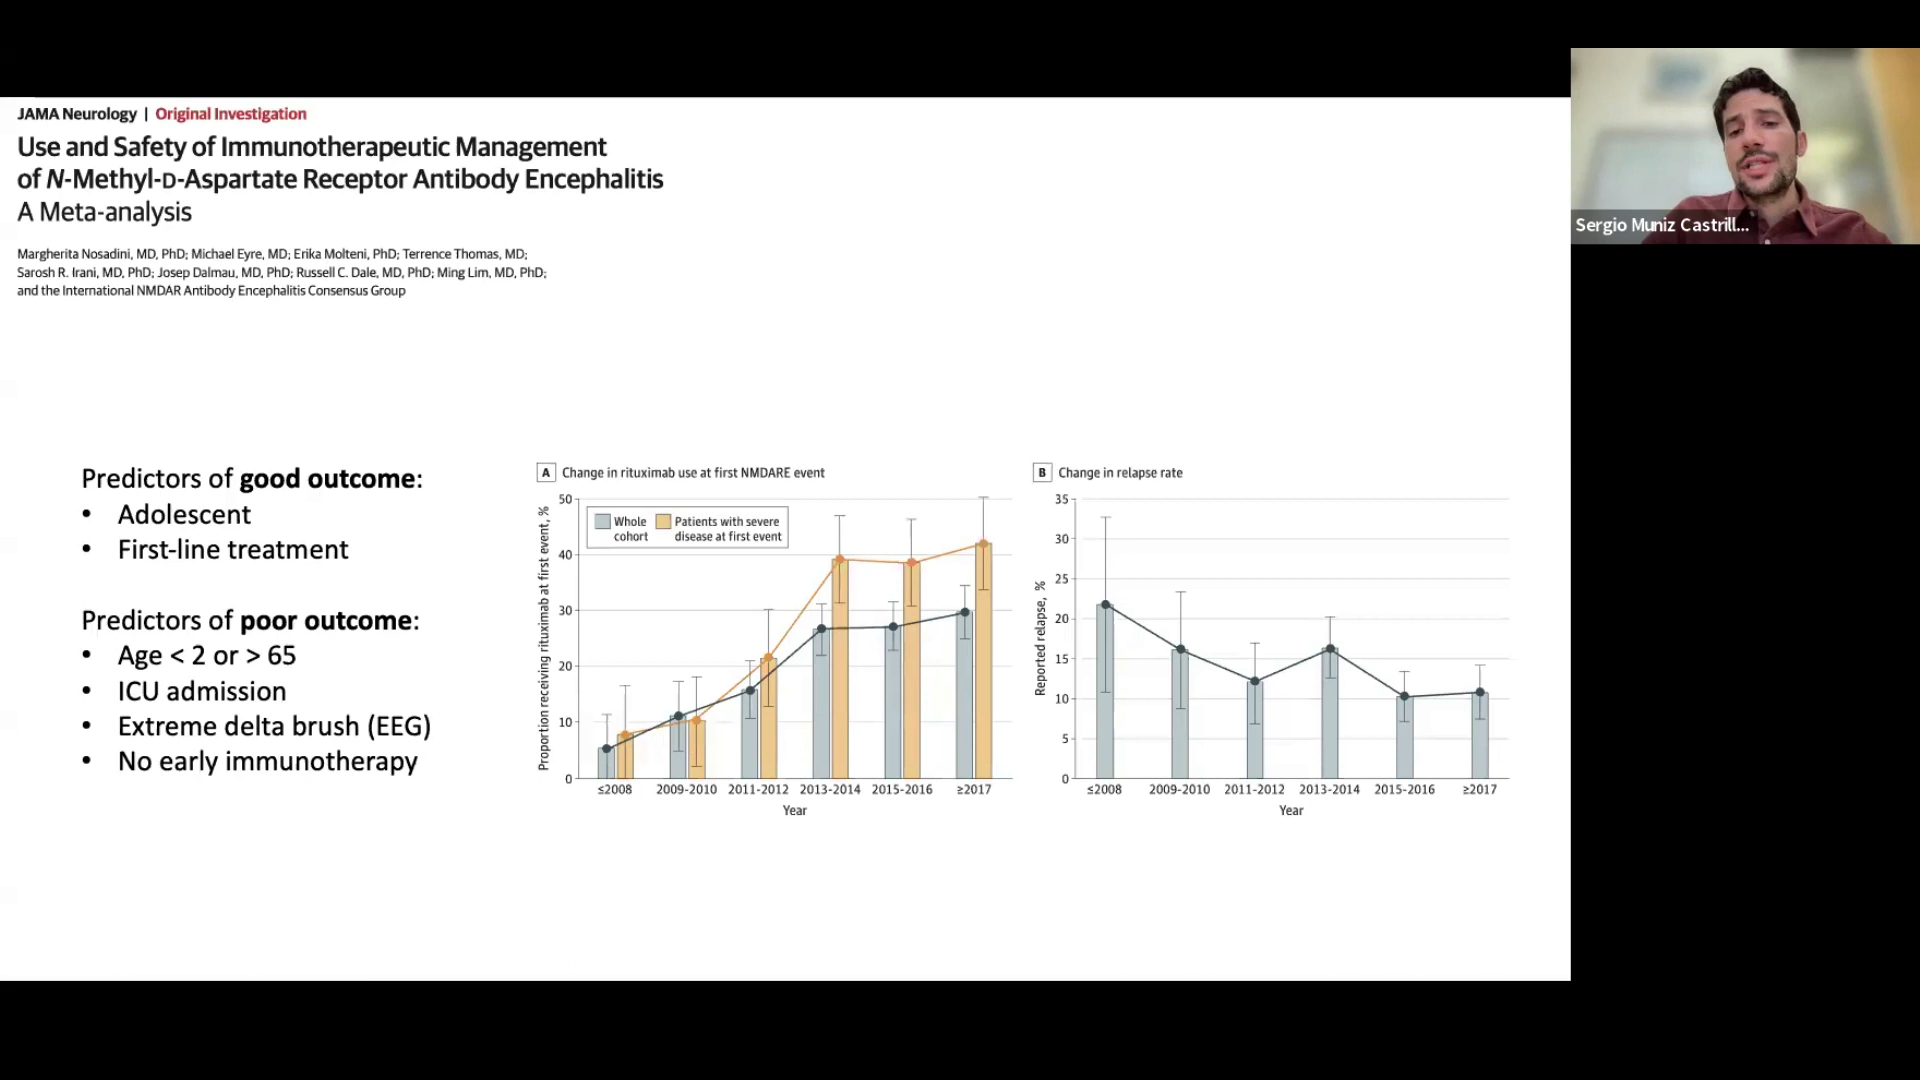 JAMA Neurology | Original Investigation
Use and Safety of Immunotherapeutic Management
of N-Methyl-D-Aspartate Receptor Antibody Encephalitis
A Meta-analysis
Margherita Nosadini, MD, PhD; Michael Eyre, MD; Erika Molteni, PhD; Terrence Thomas, MD;
Sarosh R. Irani, MD, PhD; Josep Dalmau, MD, PhD; Russell C. Dale, MD, PhD; Ming Lim, MD, PhD;
and the International NMDAR Antibody Encephalitis Consensus Group
Sergio Muniz Castrill...
Predictors of good outcome:
• Adolescent
• First-line treatment
Predictors of poor outcome:
• Age < 2 or > 65
• ICU admission
• Extreme delta brush (EEG)
• No early immunotherapy
A Change in rituximab use at first NMDARE event
Proportion receiving rituximab at first event, %
50
40
30
20
10
0
Whole
cohort
Patients with severe
disease at first event
≤2008 2009-2010 2011-2012 2013-2014 2015-2016 ≥2017
Year
B Change in relapse rate
Reported relapse, %
35
30
25
20
15
10
5
0
≤2008 2009-2010 2011-2012 2013-2014 2015-2016 ≥2017
Year